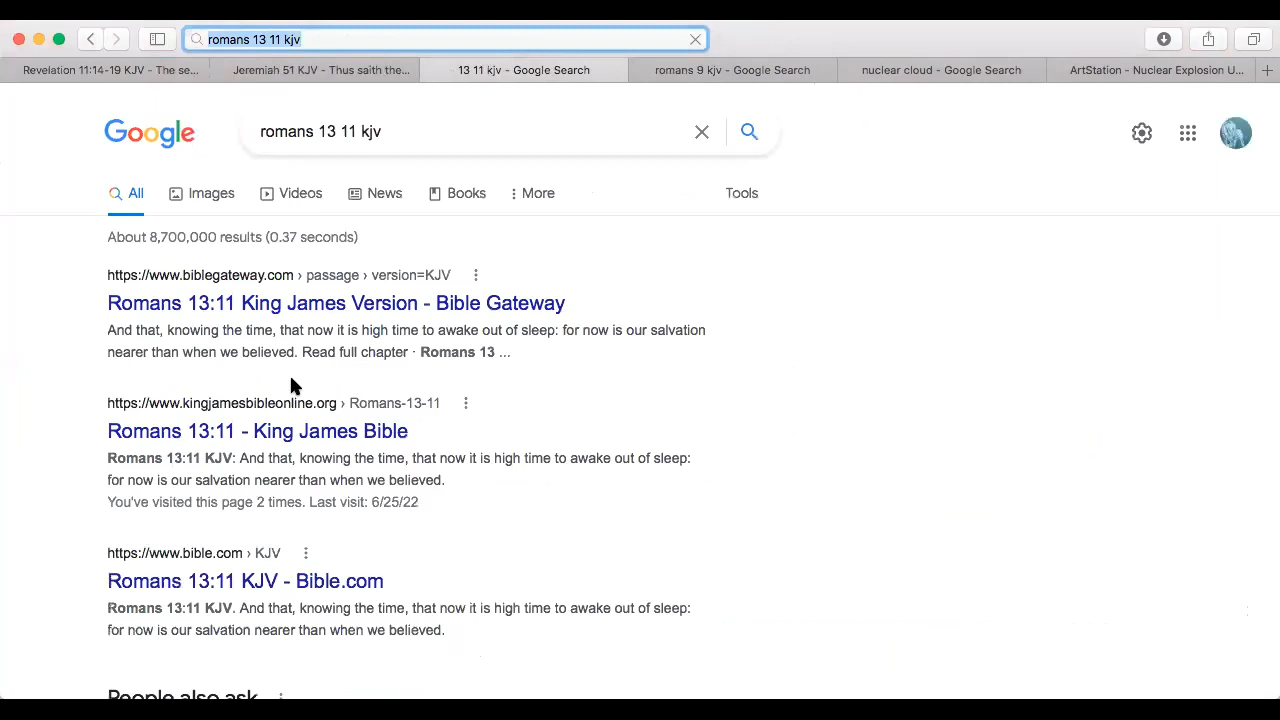 romans 13 11 kjv
Revelation 11:14-19 KJV - The se...
Jeremiah 51 KJV - Thus saith the...
13 11 kjv - Google Search
romans 9 kjv - Google Search
nuclear cloud - Google Search
ArtStation - Nuclear Explosion U...
Google
romans 13 11 kjv
All
Images
Videos
News
Books
More
Tools
About 8,700,000 results (0.37 seconds)
https://www.biblegateway.com › passage › version=KJV
Romans 13:11 King James Version - Bible Gateway
And that, knowing the time, that now it is high time to awake out of sleep: for now is our salvation
nearer than when we believed. Read full chapter · Romans 13 ...
https://www.kingjamesbibleonline.org › Romans-13-11
Romans 13:11 - King James Bible
Romans 13:11 KJV: And that, knowing the time, that now it is high time to awake out of sleep:
for now is our salvation nearer than when we believed.
You've visited this page 2 times. Last visit: 6/25/22
https://www.bible.com › KJV
Romans 13:11 KJV - Bible.com
Romans 13:11 KJV. And that, knowing the time, that now it is high time to awake out of sleep:
for now is our salvation nearer than when we believed.
People also ask